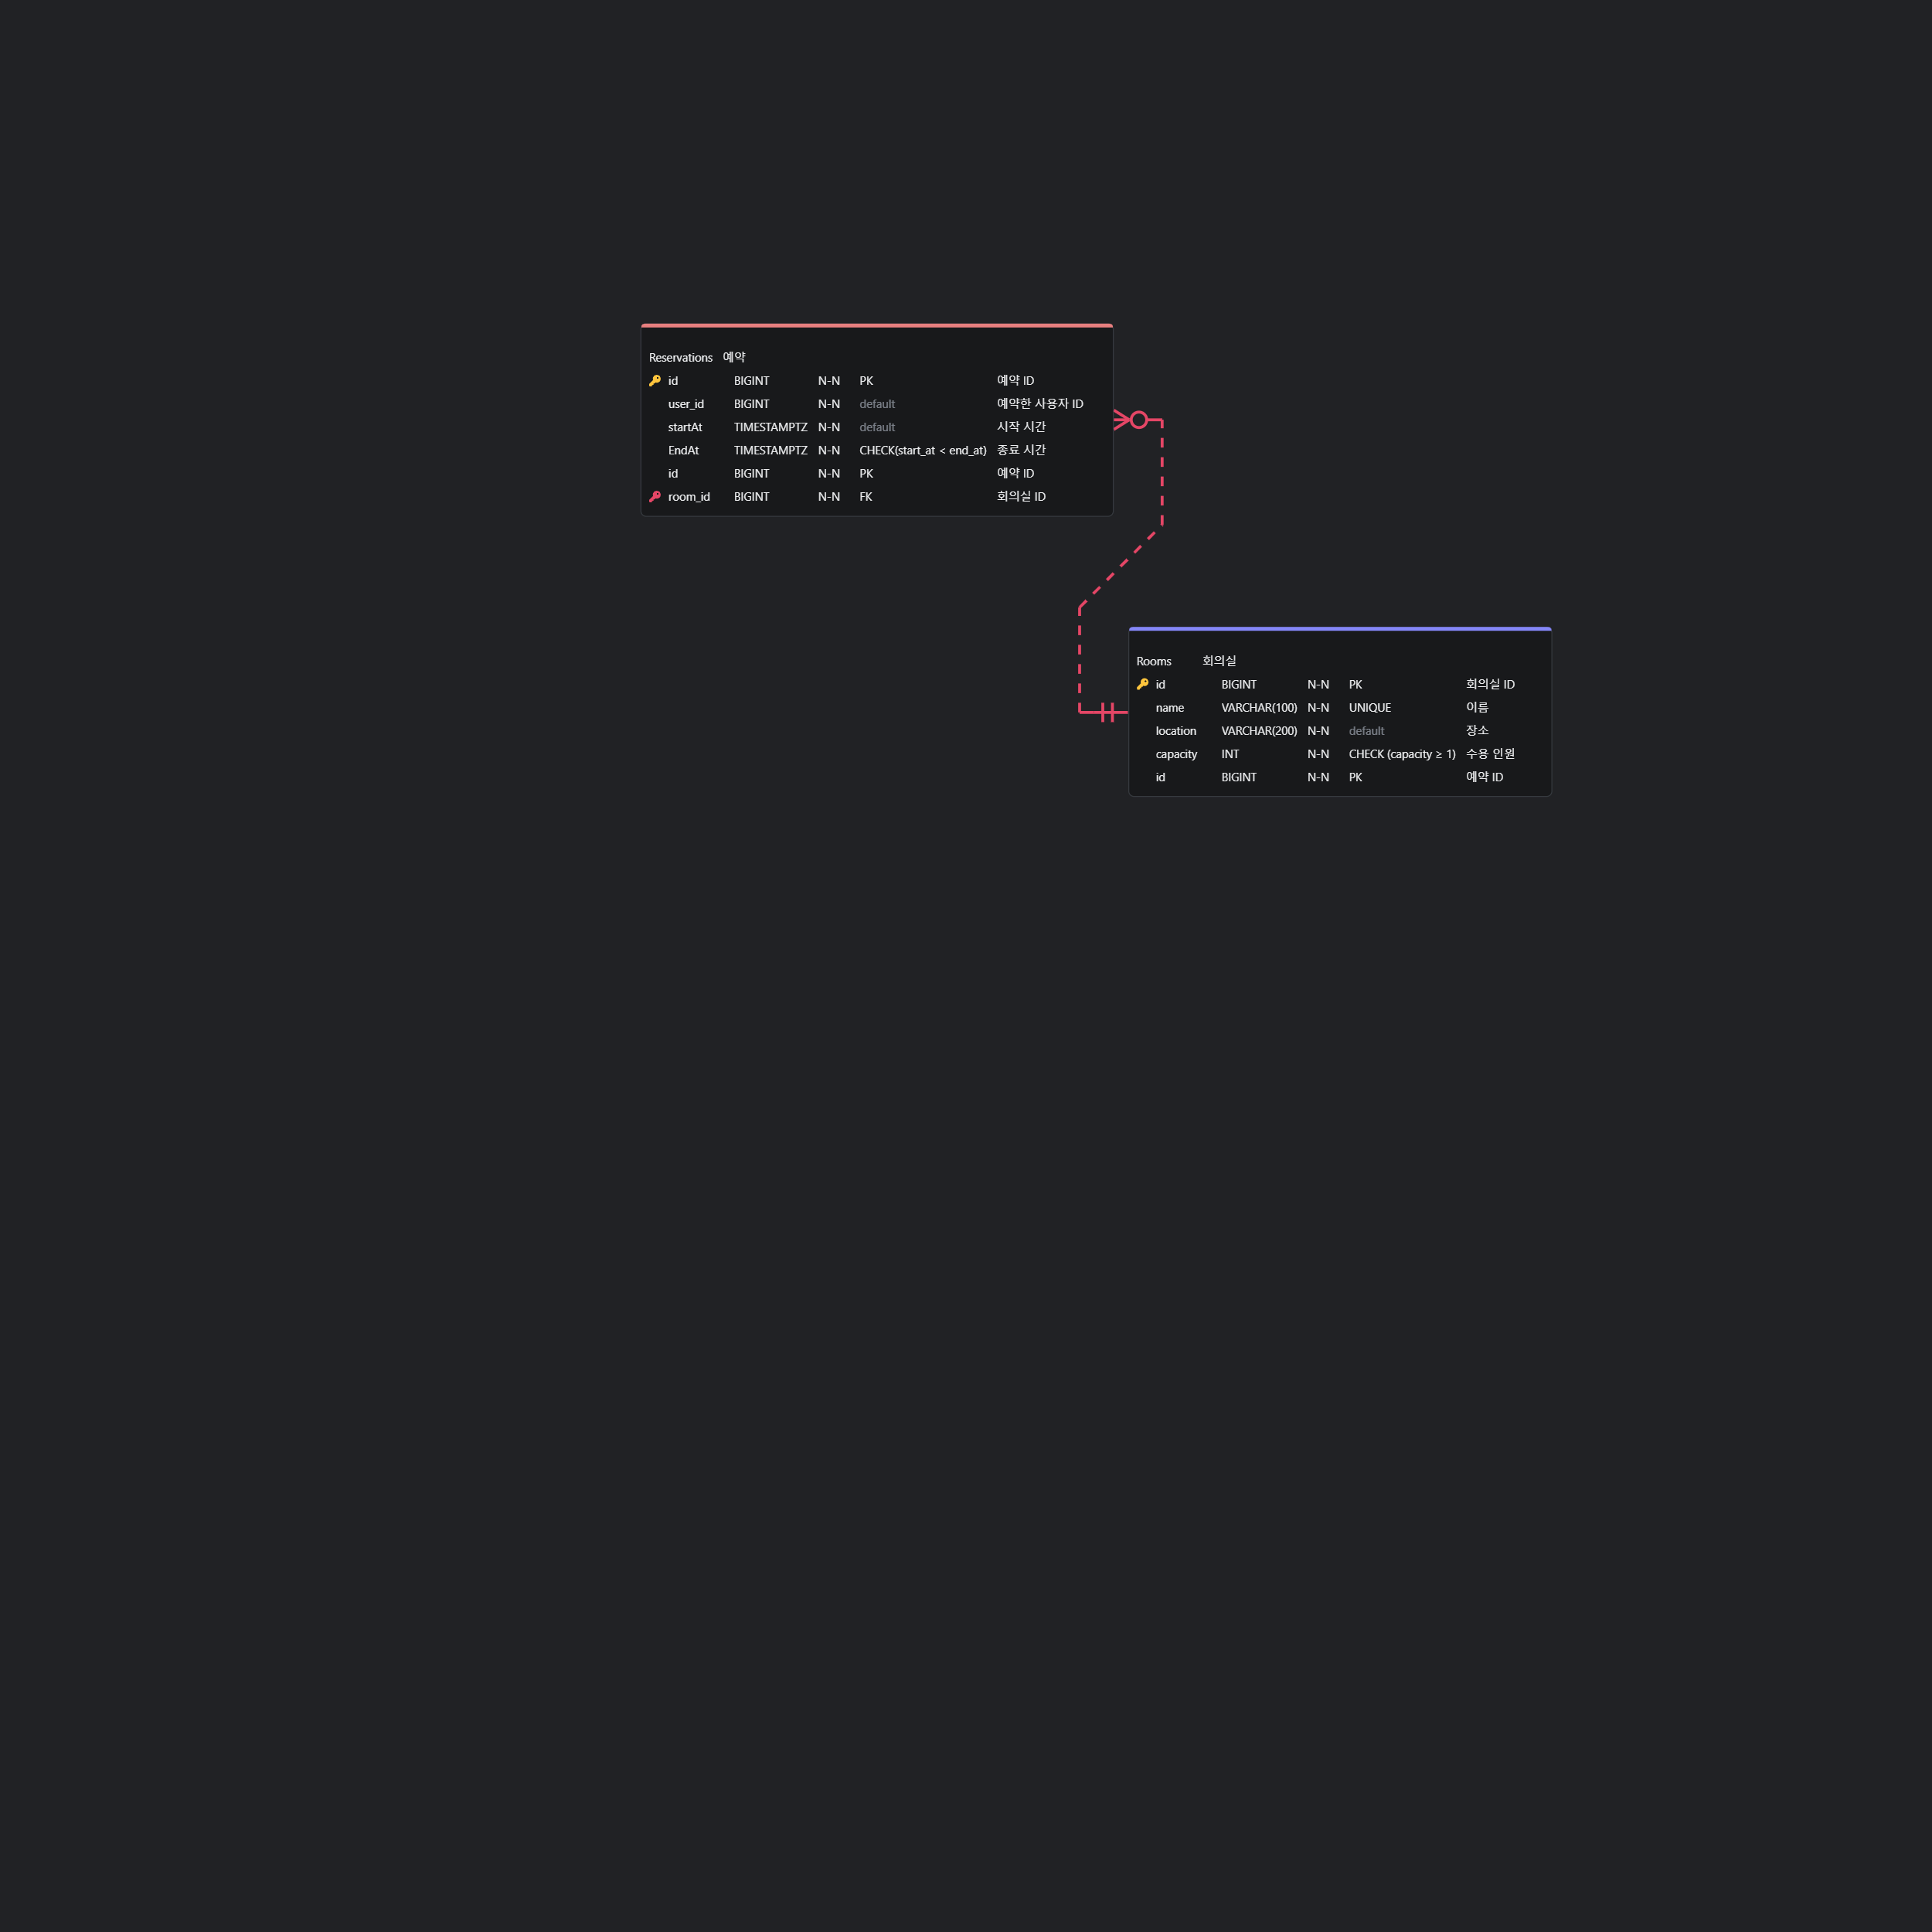 Reservations 예약
id BIGINT N-N PK 예약 ID
user_id BIGINT N-N default 예약한 사용자 ID
startAt TIMESTAMPTZ N-N default 시작 시간
EndAt TIMESTAMPTZ N-N CHECK(start_at < end_at) 종료 시간
id BIGINT N-N PK 예약 ID
room_id BIGINT N-N FK 회의실 ID
Rooms 회의실
id BIGINT N-N PK 회의실 ID
name VARCHAR(100) N-N UNIQUE 이름
location VARCHAR(200) N-N default 장소
capacity INT N-N CHECK (capacity ≥ 1) 수용 인원
id BIGINT N-N PK 예약 ID